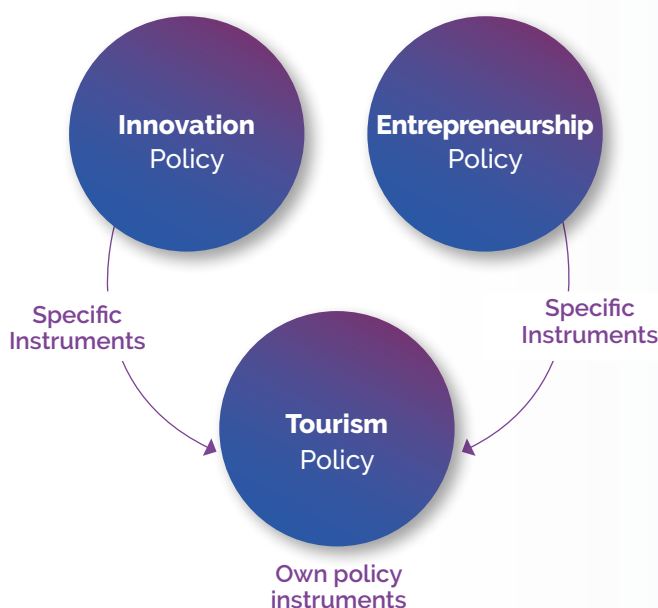 Innovation
Policy
Entrepreneurship
Policy
Specific
Instruments
Specific
Instruments
Tourism
Policy
Own policy
instruments